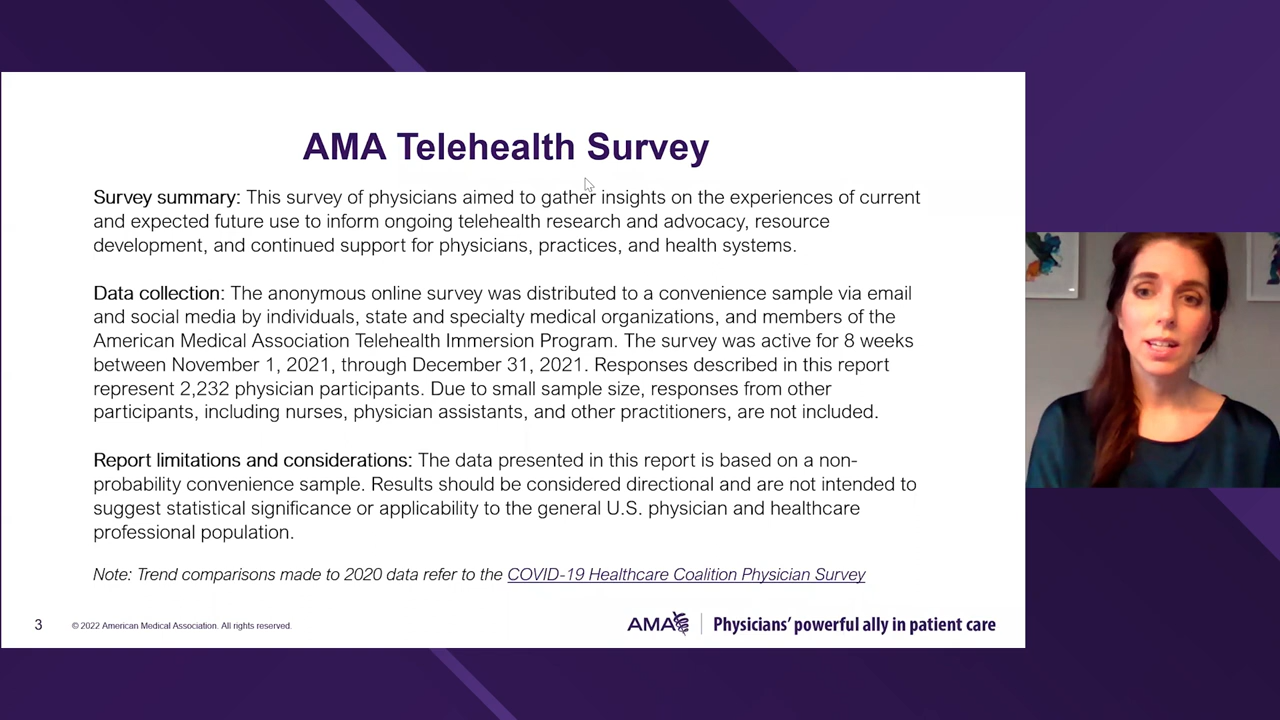 AMA Telehealth Survey
Survey summary: This survey of physicians aimed to gather insights on the experiences of current
and expected future use to inform ongoing telehealth research and advocacy, resource
development, and continued support for physicians, practices, and health systems.
Data collection: The anonymous online survey was distributed to a convenience sample via email
and social media by individuals, state and specialty medical organizations, and members of the
American Medical Association Telehealth Immersion Program. The survey was active for 8 weeks
between November 1, 2021, through December 31, 2021. Responses described in this report
represent 2,232 physician participants. Due to small sample size, responses from other
participants, including nurses, physician assistants, and other practitioners, are not included.
Report limitations and considerations: The data presented in this report is based on a non-
probability convenience sample. Results should be considered directional and are not intended to
suggest statistical significance or applicability to the general U.S. physician and healthcare
professional population.
Note: Trend comparisons made to 2020 data refer to the COVID-19 Healthcare Coalition Physician Survey
3 © 2022 American Medical Association. All rights reserved. AMA Physicians' powerful ally in patient care